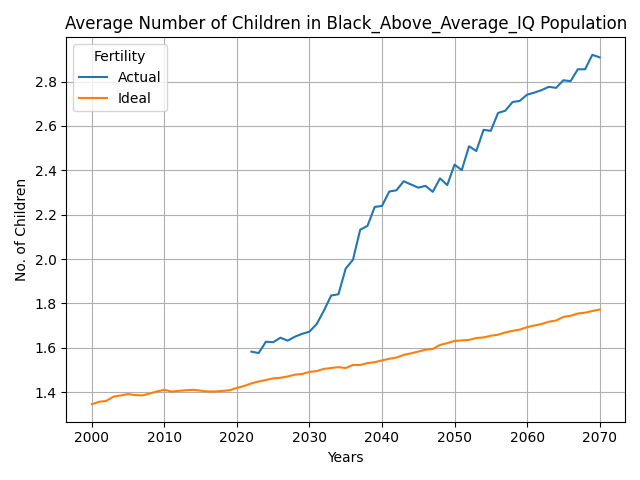 Average Number of Children in Black_Above_Average_IQ Population
Fertility
Actual
Ideal
No. of Children
2.8
2.6
2.4
2.2
2.0
1.8
1.6
1.4
2000 2010 2020 2030 2040 2050 2060 2070
Years